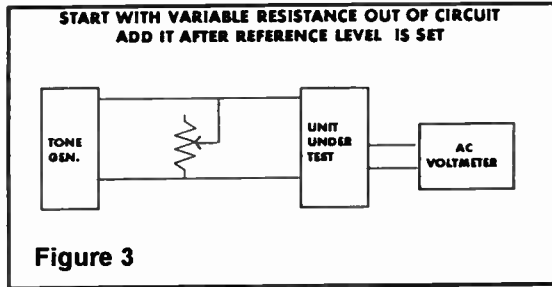 START WITH VARIABLE RESISTANCE OUT OF CIRCUIT
ADD IT AFTER REFERENCE LEVEL IS SET
TONE
GEN.
UNIT
UNDER
TEST
AC
VOLTMETER
Figure 3